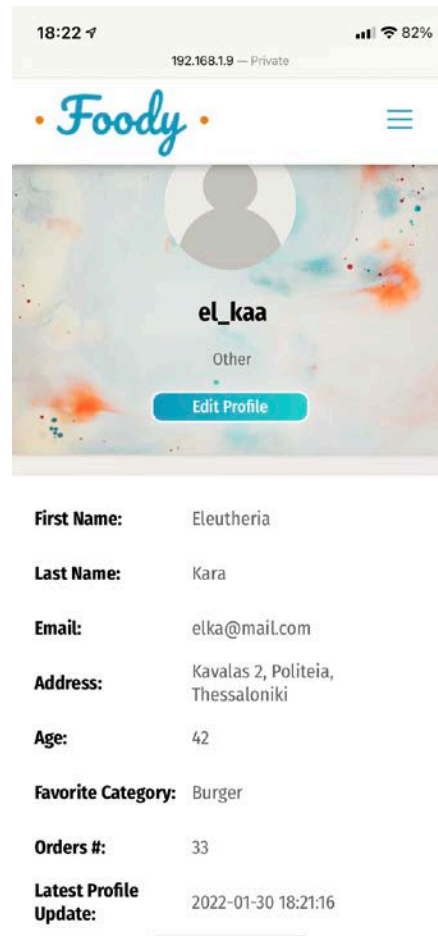 18:22 82%
192.168.1.9 — Private
Foody
el_kaa
Other
Edit Profile
First Name: Eleutheria
Last Name: Kara
Email: elka@mail.com
Address: Kavalas 2, Politeia,
Thessaloniki
Age: 42
Favorite Category: Burger
Orders #: 33
Latest Profile
Update: 2022-01-30 18:21:16